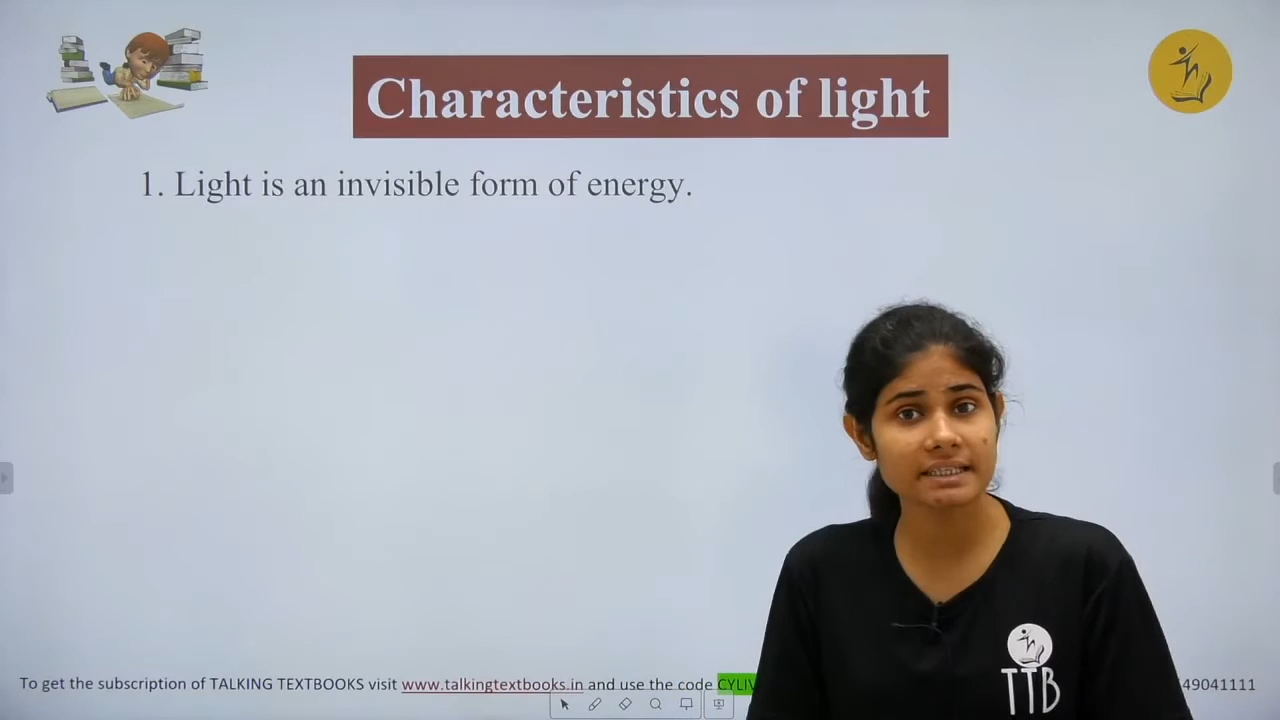 Characteristics of light
1. Light is an invisible form of energy.
TTB
To get the subscription of TALKING TEXTBOOKS visit www.talkingtextbooks.in and use the code 49041111